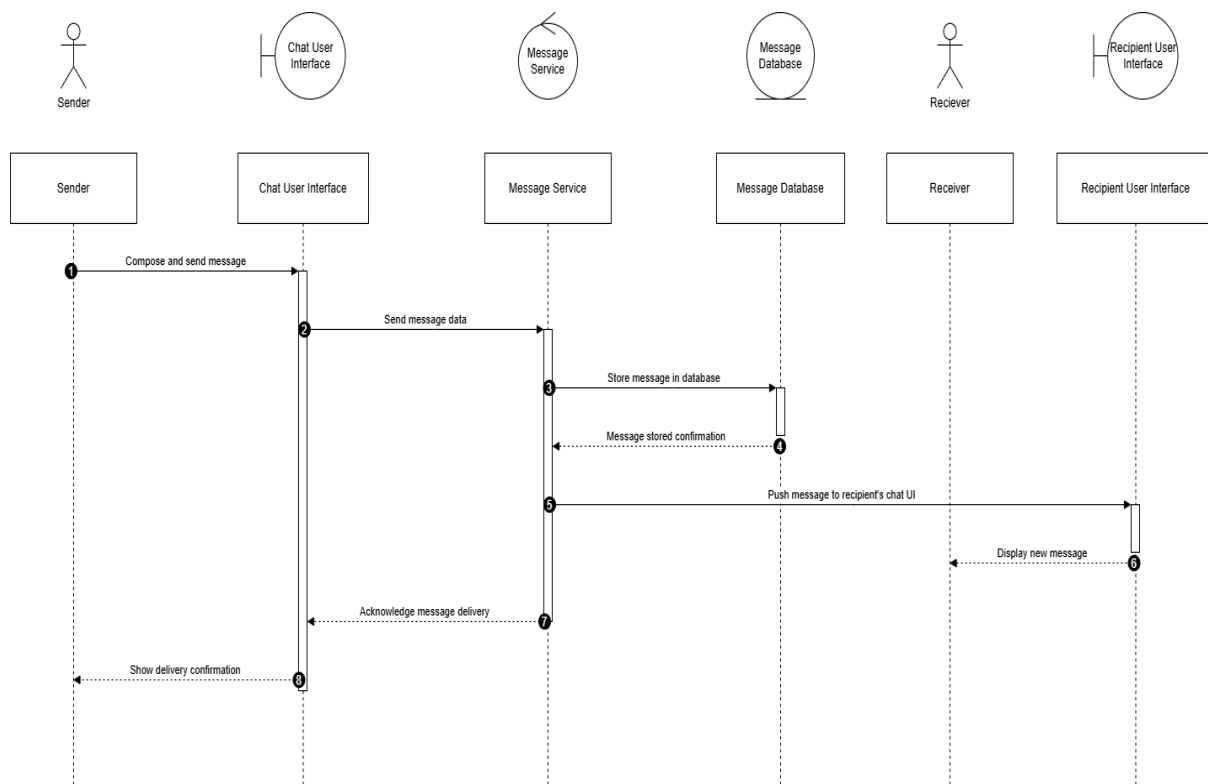 Sender
Chat User
Interface
Message
Service
Message
Database
Reciever
Recipient User
Interface
Sender
Chat User Interface
Message Service
Message Database
Receiver
Recipient User Interface
1
Compose and send message
2
Send message data
3
Store message in database
Message stored confirmation
4
5
Push message to recipient's chat UI
Display new message
6
Acknowledge message delivery
7
Show delivery confirmation
8